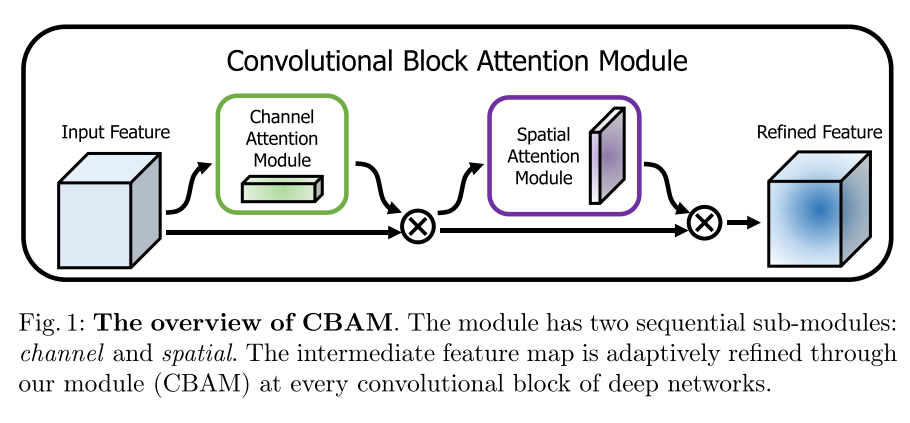 Convolutional Block Attention Module
Input Feature
Channel
Attention
Module
Spatial
Attention
Module
Refined Feature
Fig. 1: The overview of CBAM. The module has two sequential sub-modules:
channel and spatial. The intermediate feature map is adaptively refined through
our module (CBAM) at every convolutional block of deep networks.